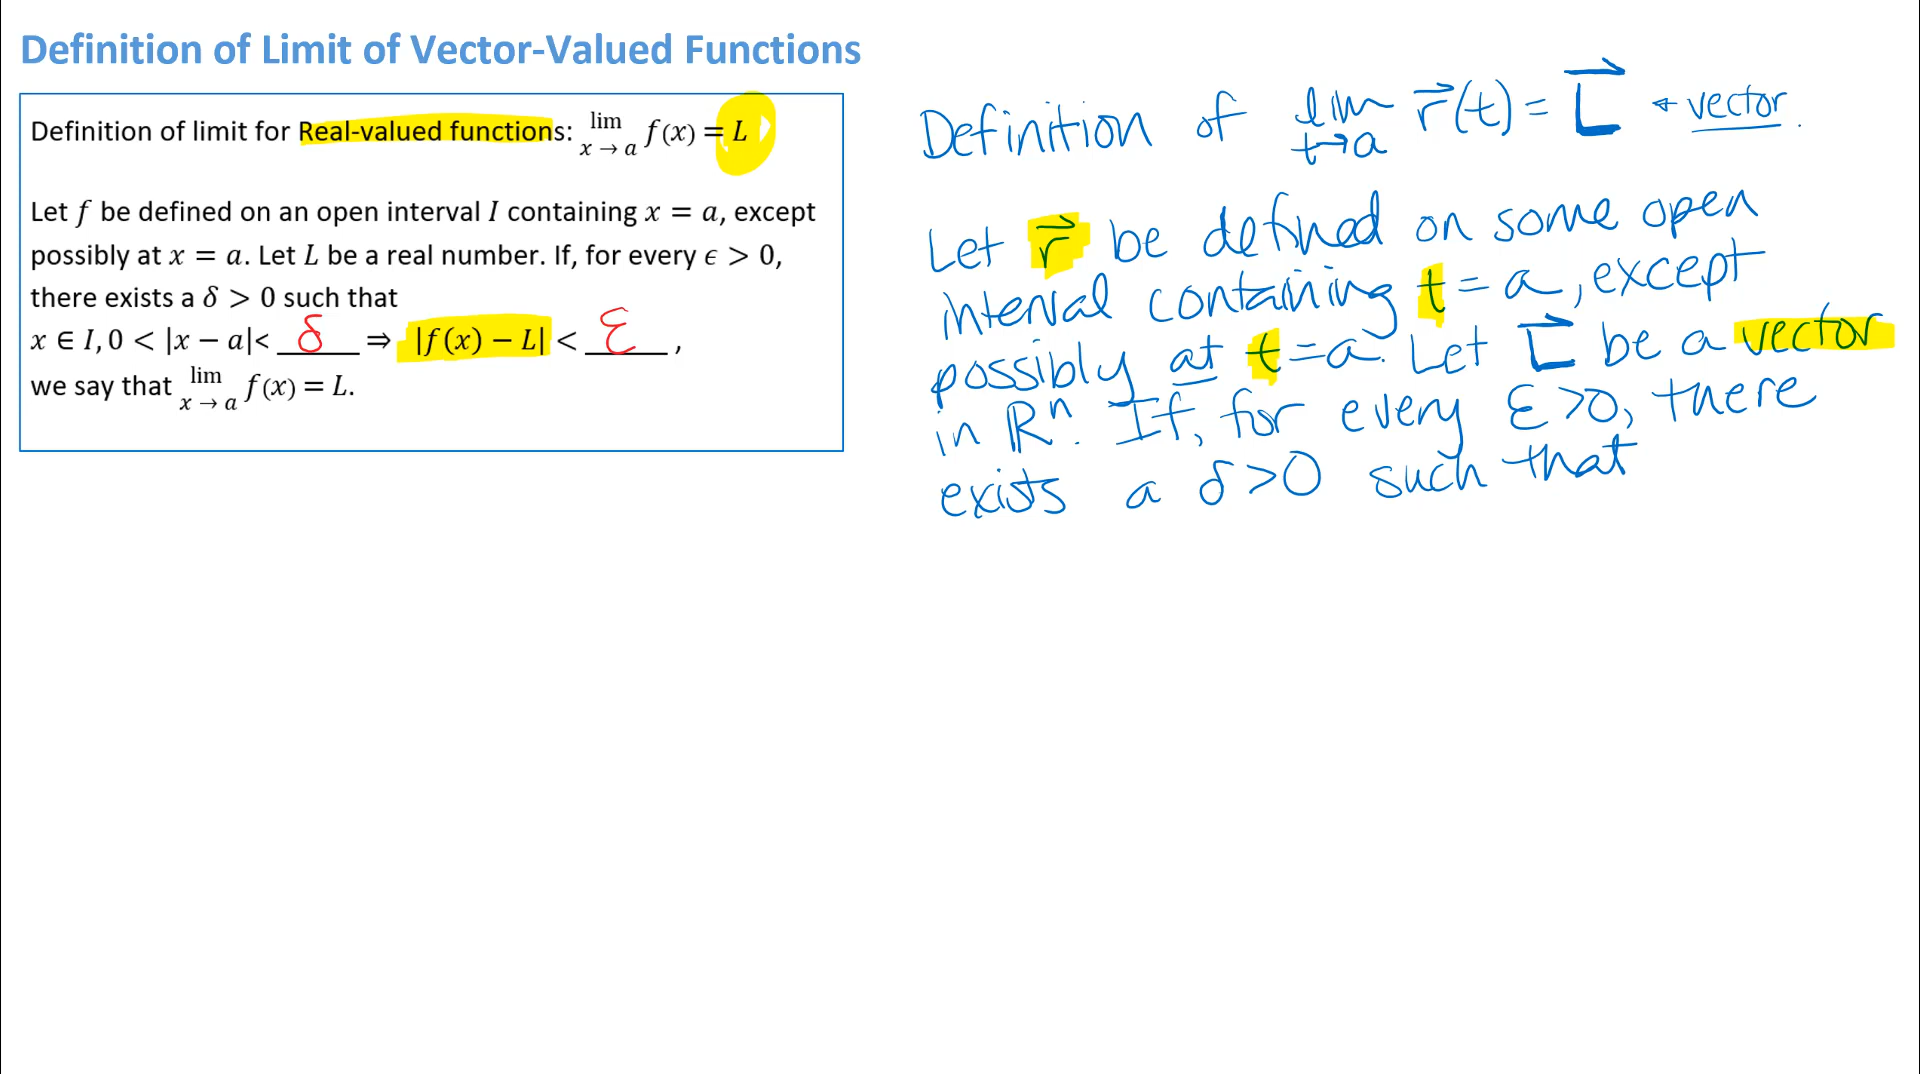 Definition of Limit of Vector-Valued Functions
Definition of limit for Real-valued functions: lim x → a f(x) = L
Let f be defined on an open interval I containing x = a, except
possibly at x = a. Let L be a real number. If, for every ϵ > 0,
there exists a δ > 0 such that
x ∈ I, 0 < |x − a|< δ ⇒ |f(x) − L| < ε ,
we say that lim x → a f(x) = L.
Definition of lim t→a r⃗(t) = L⃗ ← vector.
Let r⃗ be defined on some open
interval containing t = a, except
possibly at t = a. Let L⃗ be a vector
in ℝⁿ. If, for every ε > 0, there
exists a δ > 0 such that